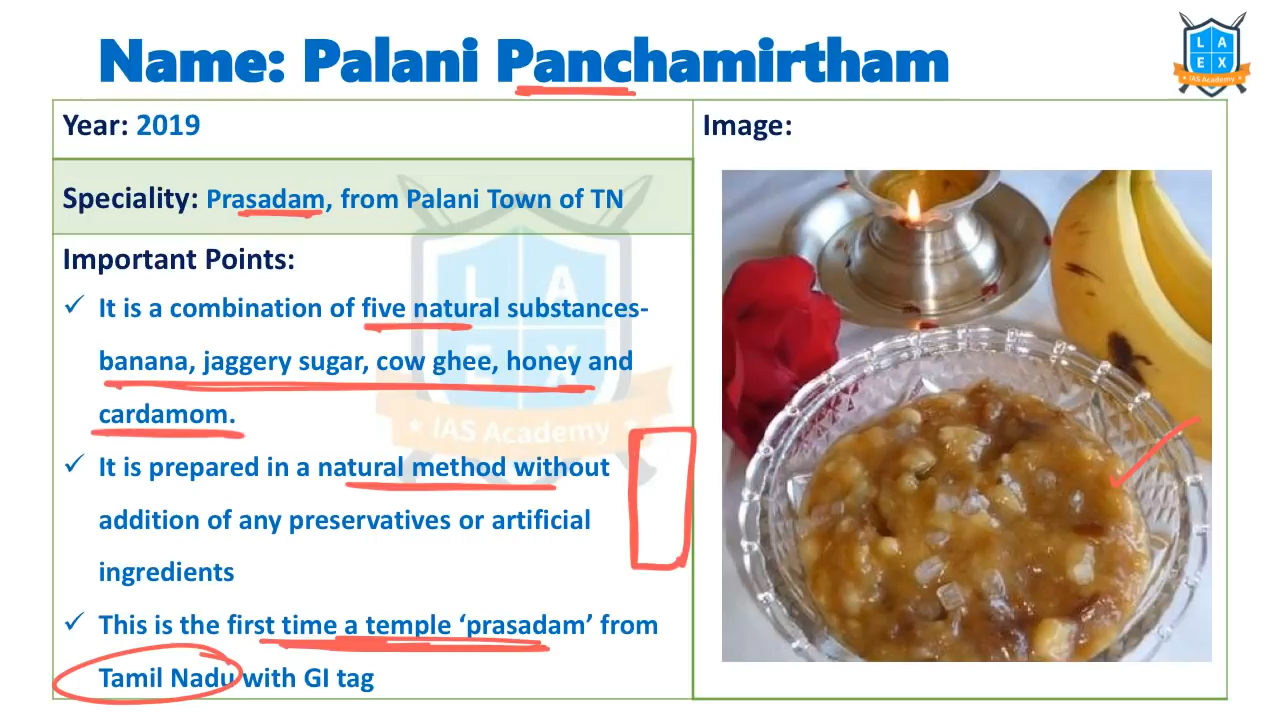 Name: Palani Panchamirtham
L A
E X
IAS Academy
Year: 2019
Image:
Speciality: Prasadam, from Palani Town of TN
Important Points:
✓ It is a combination of five natural substances-
banana, jaggery sugar, cow ghee, honey and
cardamom.
✓ It is prepared in a natural method without
addition of any preservatives or artificial
ingredients
✓ This is the first time a temple ‘prasadam’ from
Tamil Nadu with GI tag
L A
E X
IAS Academy